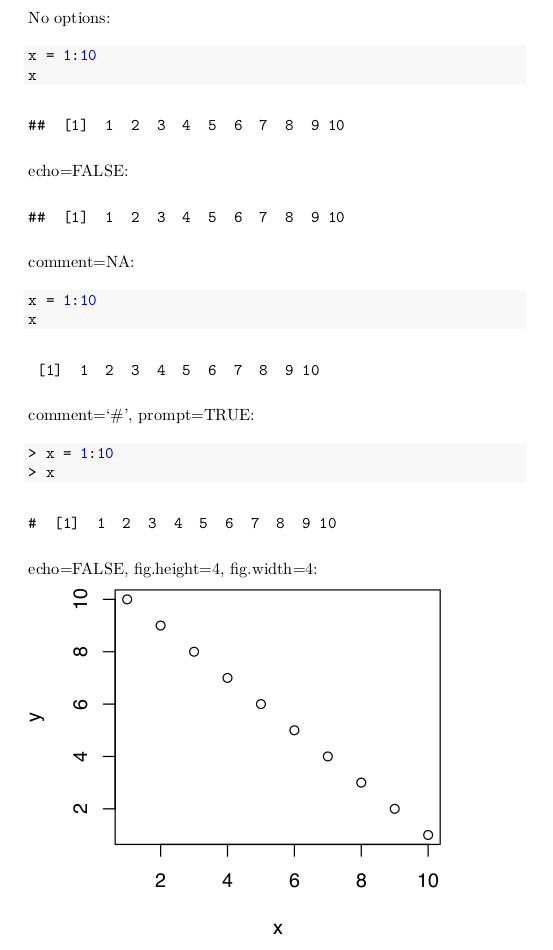 No options:
x = 1:10
x
##  [1]  1  2  3  4  5  6  7  8  9 10
echo=FALSE:
##  [1]  1  2  3  4  5  6  7  8  9 10
comment=NA:
x = 1:10
x
 [1]  1  2  3  4  5  6  7  8  9 10
comment=‘#’, prompt=TRUE:
> x = 1:10
> x
#  [1]  1  2  3  4  5  6  7  8  9 10
echo=FALSE, fig.height=4, fig.width=4:
10
8
6
4
2
y
2 4 6 8 10
x